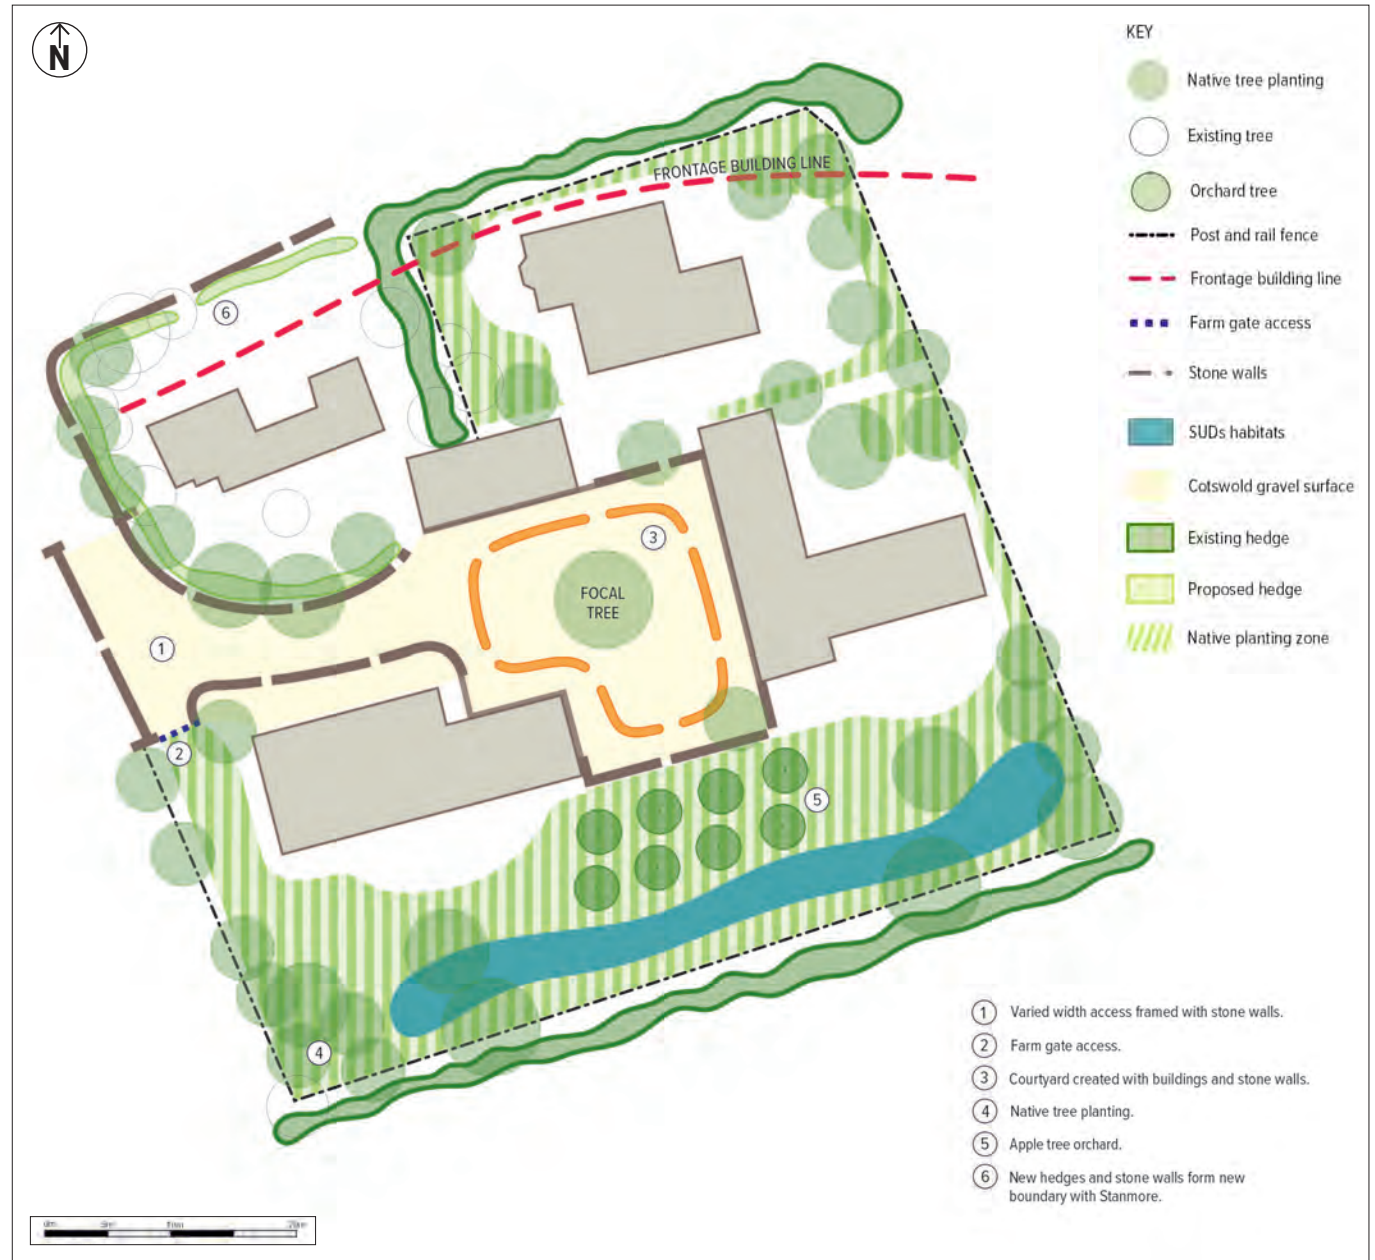 N
KEY
Native tree planting
Existing tree
Orchard tree
Post and rail fence
Frontage building line
Farm gate access
Stone walls
SUDs habitats
Cotswold gravel surface
Existing hedge
Proposed hedge
Native planting zone
FRONTAGE BUILDING LINE
6
3
FOCAL
TREE
1
2
5
4
1 Varied width access framed with stone walls.
2 Farm gate access.
3 Courtyard created with buildings and stone walls.
4 Native tree planting.
5 Apple tree orchard.
6 New hedges and stone walls form new
boundary with Stanmore.